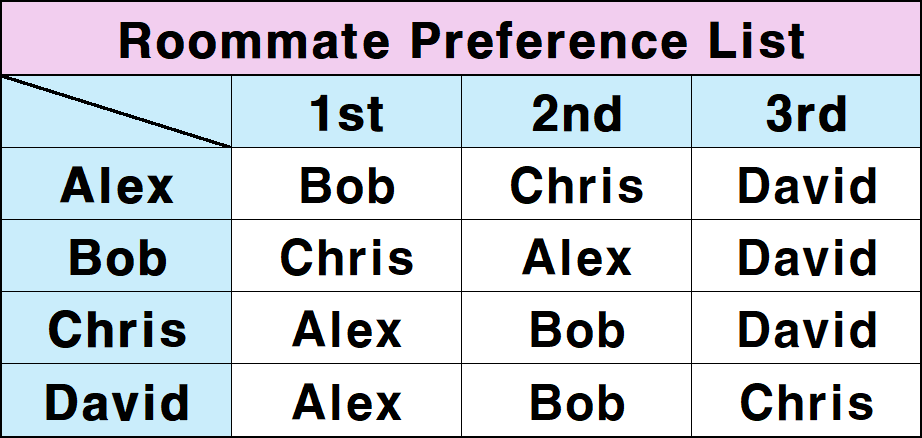 Roommate Preference List
1st 2nd 3rd
Alex Bob Chris David
Bob Chris Alex David
Chris Alex Bob David
David Alex Bob Chris